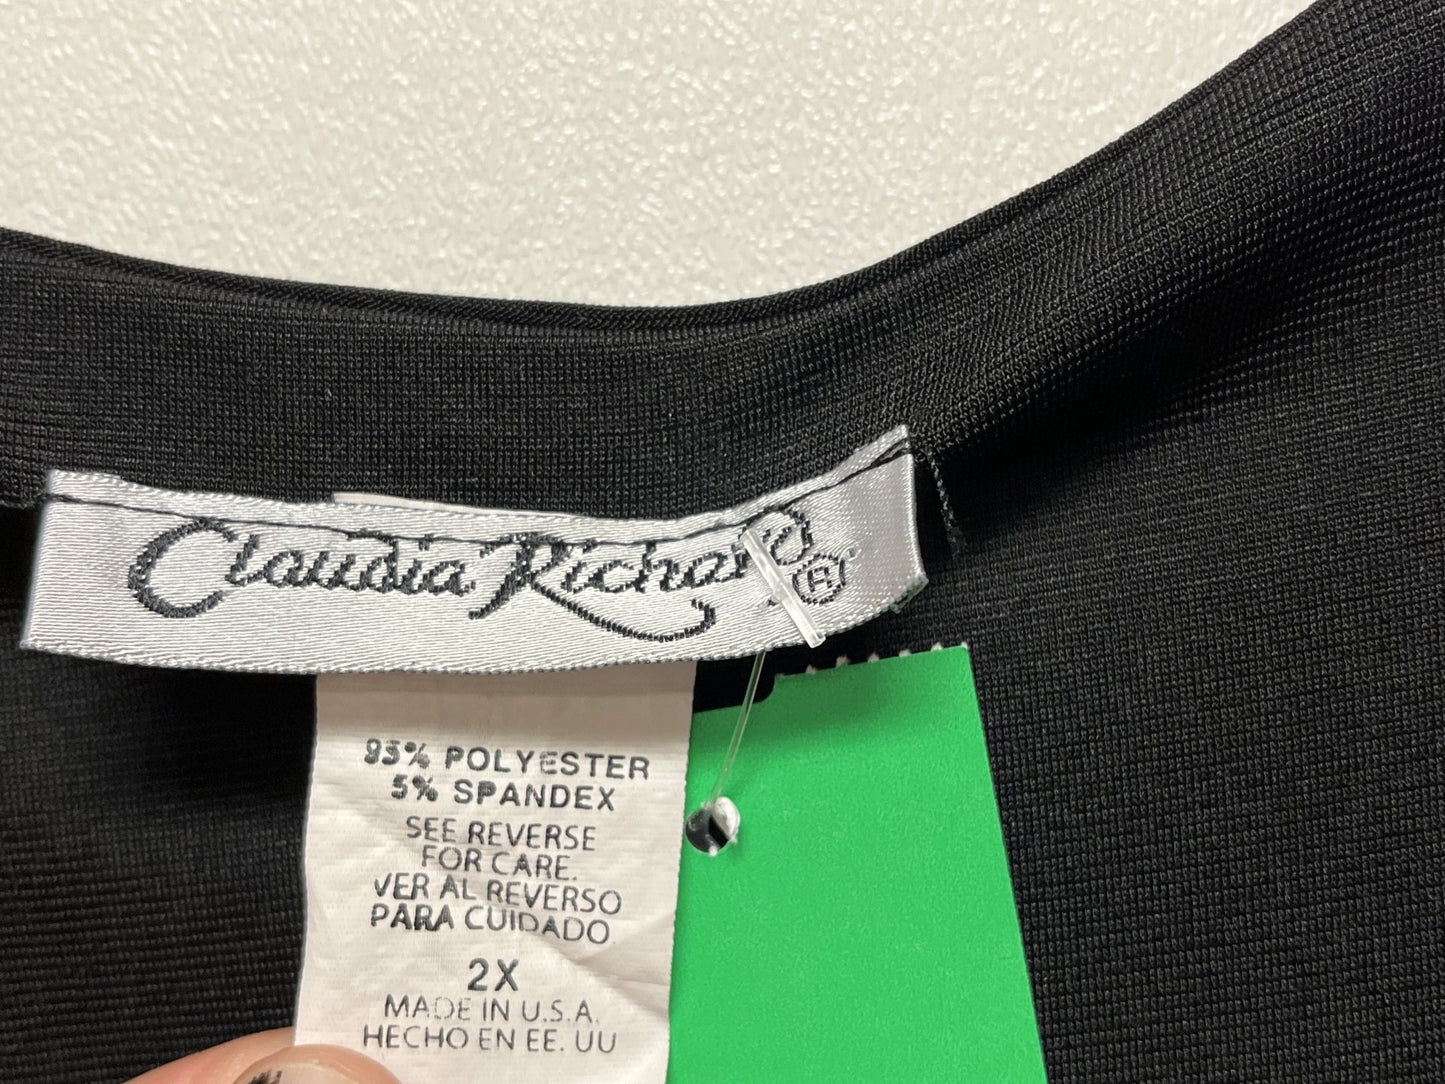 Claudia Richard ®
95% POLYESTER
5% SPANDEX
SEE REVERSE
FOR CARE.
VER AL REVERSO
PARA CUIDADO
2X
MADE IN U.S.A.
HECHO EN EE. UU